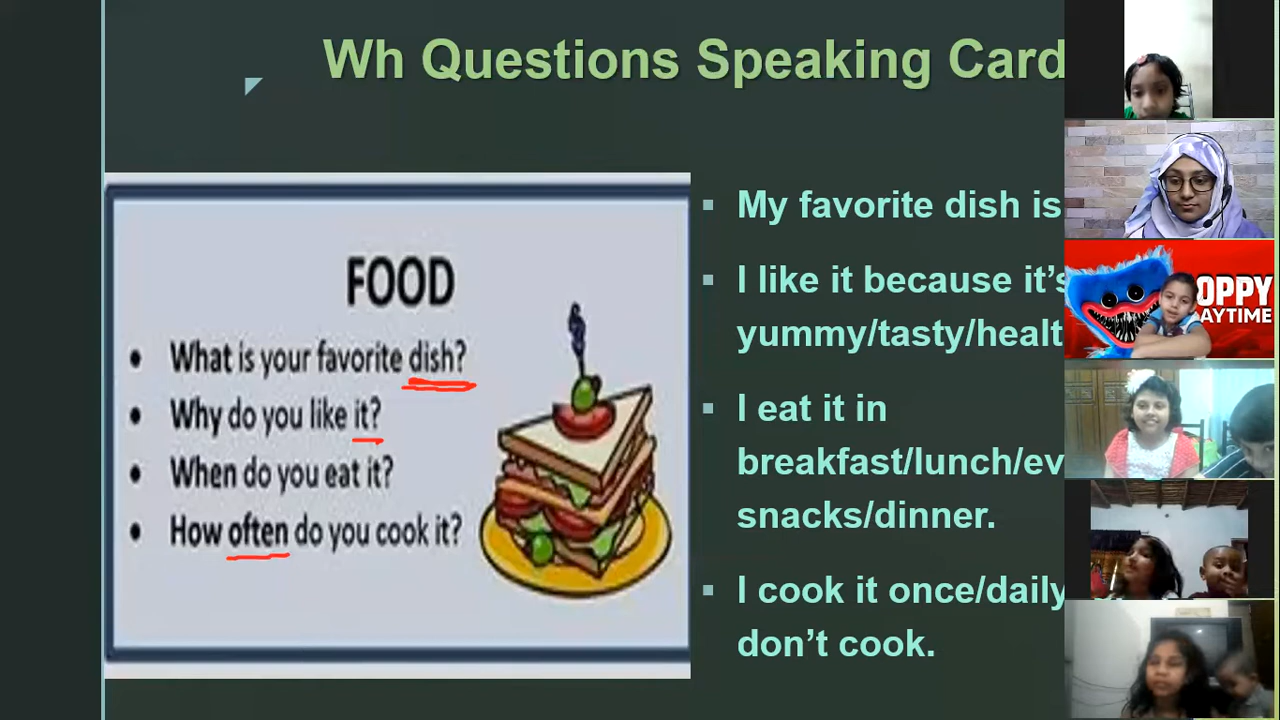 Wh Questions Speaking Card
FOOD
• What is your favorite dish?
• Why do you like it?
• When do you eat it?
• How often do you cook it?
My favorite dish is
I like it because it's
yummy/tasty/healt
I eat it in
breakfast/lunch/ev
snacks/dinner.
I cook it once/daily
don't cook.
OPPY
AYTIME